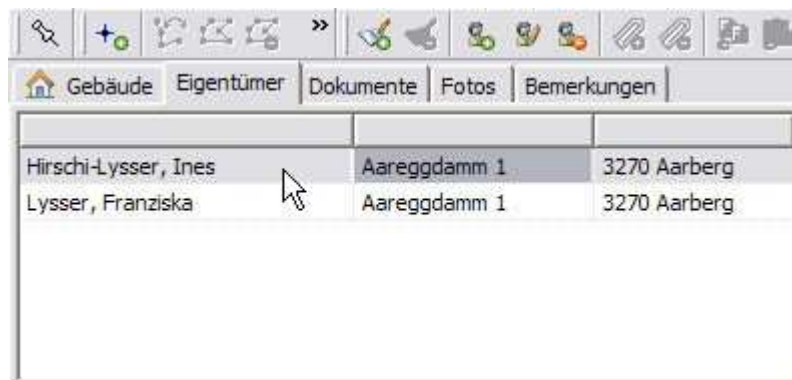 »
Gebäude Eigentümer Dokumente Fotos Bemerkungen
Hirschi-Lysser, Ines Aareggdamm 1 3270 Aarberg
Lysser, Franziska Aareggdamm 1 3270 Aarberg